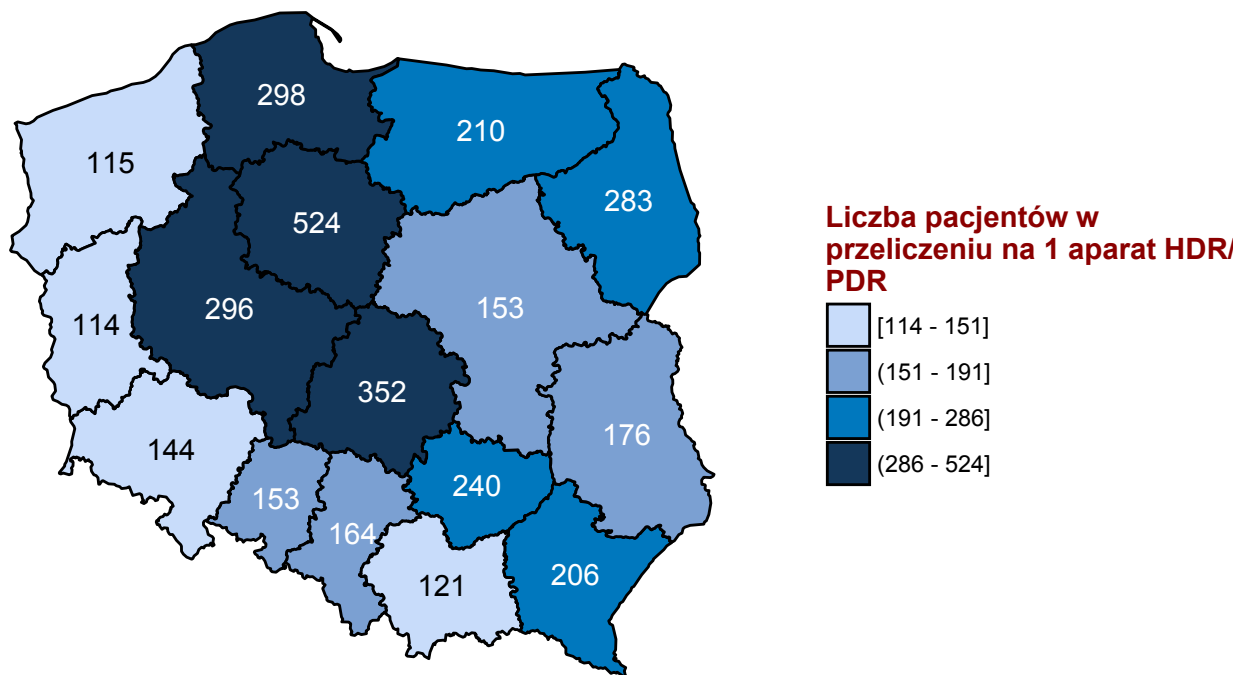 298
210
115
283
524
153
296
114
352
176
144
240
153
164
206
121
Liczba pacjentów w
przeliczeniu na 1 aparat HDR/
PDR
[114 - 151]
(151 - 191]
(191 - 286]
(286 - 524]